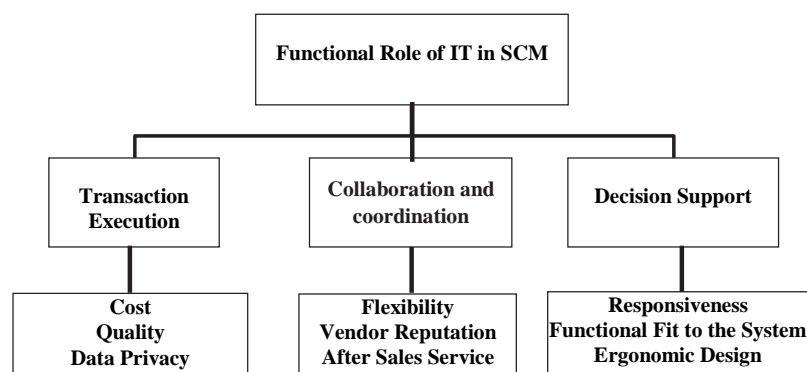 Functional Role of IT in SCM
Transaction
Execution
Collaboration and
coordination
Decision Support
Cost
Quality
Data Privacy
Flexibility
Vendor Reputation
After Sales Service
Responsiveness
Functional Fit to the System
Ergonomic Design